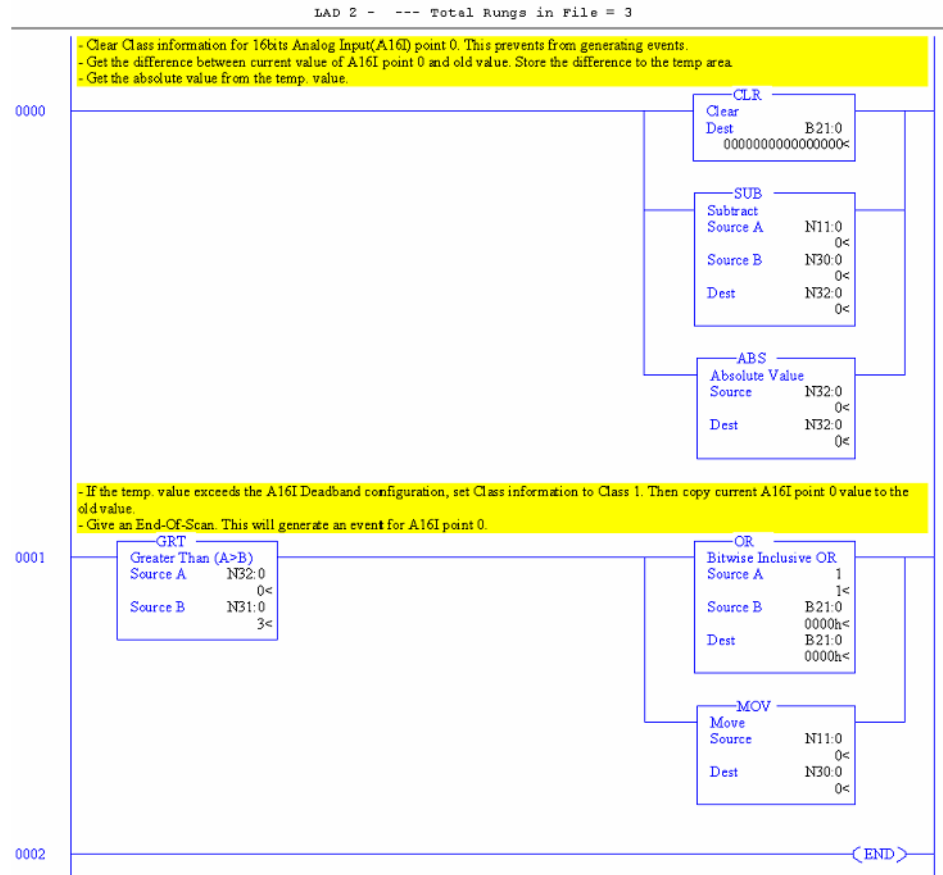 LAD 2 - --- Total Rungs in File = 3
- Clear Class information for 16bits Analog Input(A16I) point 0. This prevents from generating events.
- Get the difference between current value of A16I point 0 and old value. Store the difference to the temp area.
- Get the absolute value from the temp. value.
0000
CLR
Clear
Dest B21:0
0000000000000000<
SUB
Subtract
Source A N11:0
0<
Source B N30:0
0<
Dest N32:0
0<
ABS
Absolute Value
Source N32:0
0<
Dest N32:0
0<
- If the temp. value exceeds the A16I Deadband configuration, set Class information to Class 1. Then copy current A16I point 0 value to the
old value.
- Give an End-Of-Scan. This will generate an event for A16I point 0.
0001
GRT
Greater Than (A>B)
Source A N32:0
0<
Source B N31:0
3<
OR
Bitwise Inclusive OR
Source A 1
1<
Source B B21:0
0000h<
Dest B21:0
0000h<
MOV
Move
Source N11:0
0<
Dest N30:0
0<
0002
END